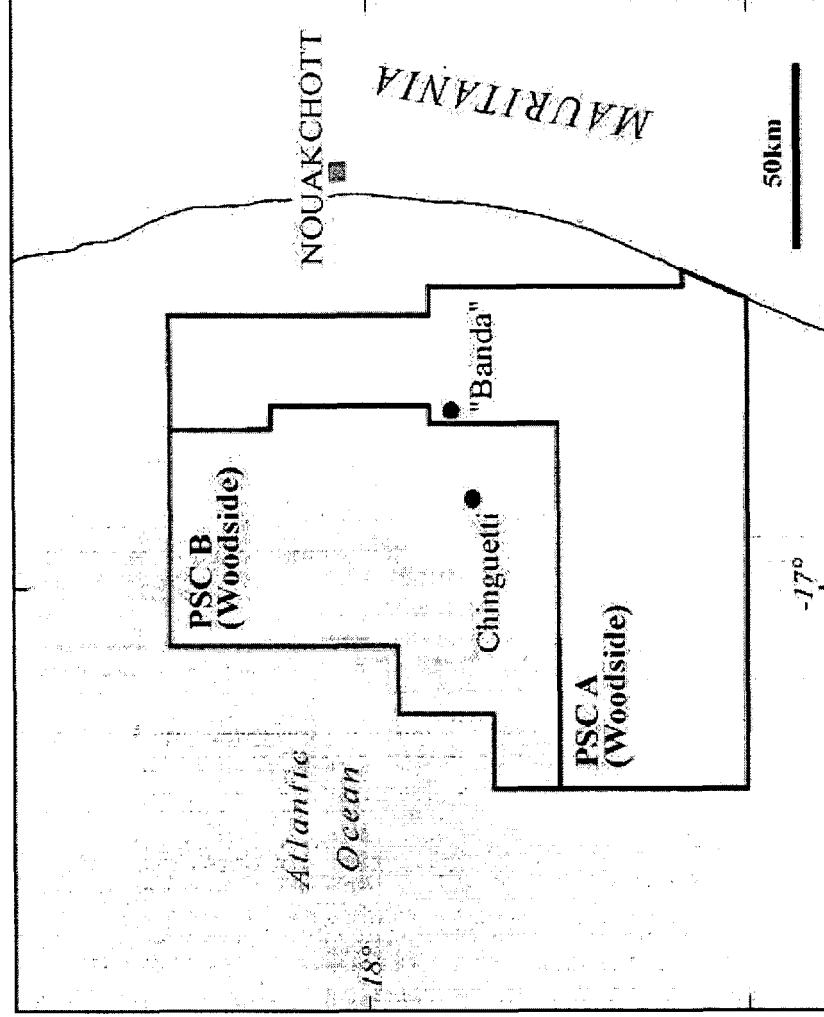 NOUAKCHOTT
MAURITANIA
50km
"Banda"
PSC B
(Woodside)
Chinguetti
PSC A
(Woodside)
Atlantic
Ocean
18°
-17°